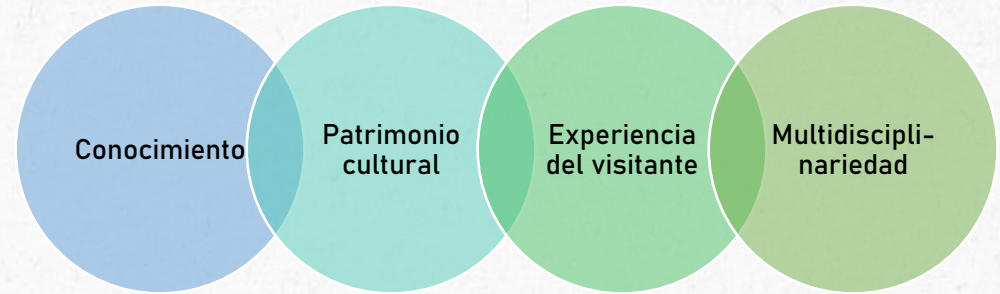 Conocimiento
Patrimonio
cultural
Experiencia
del visitante
Multidiscipli-
nariedad